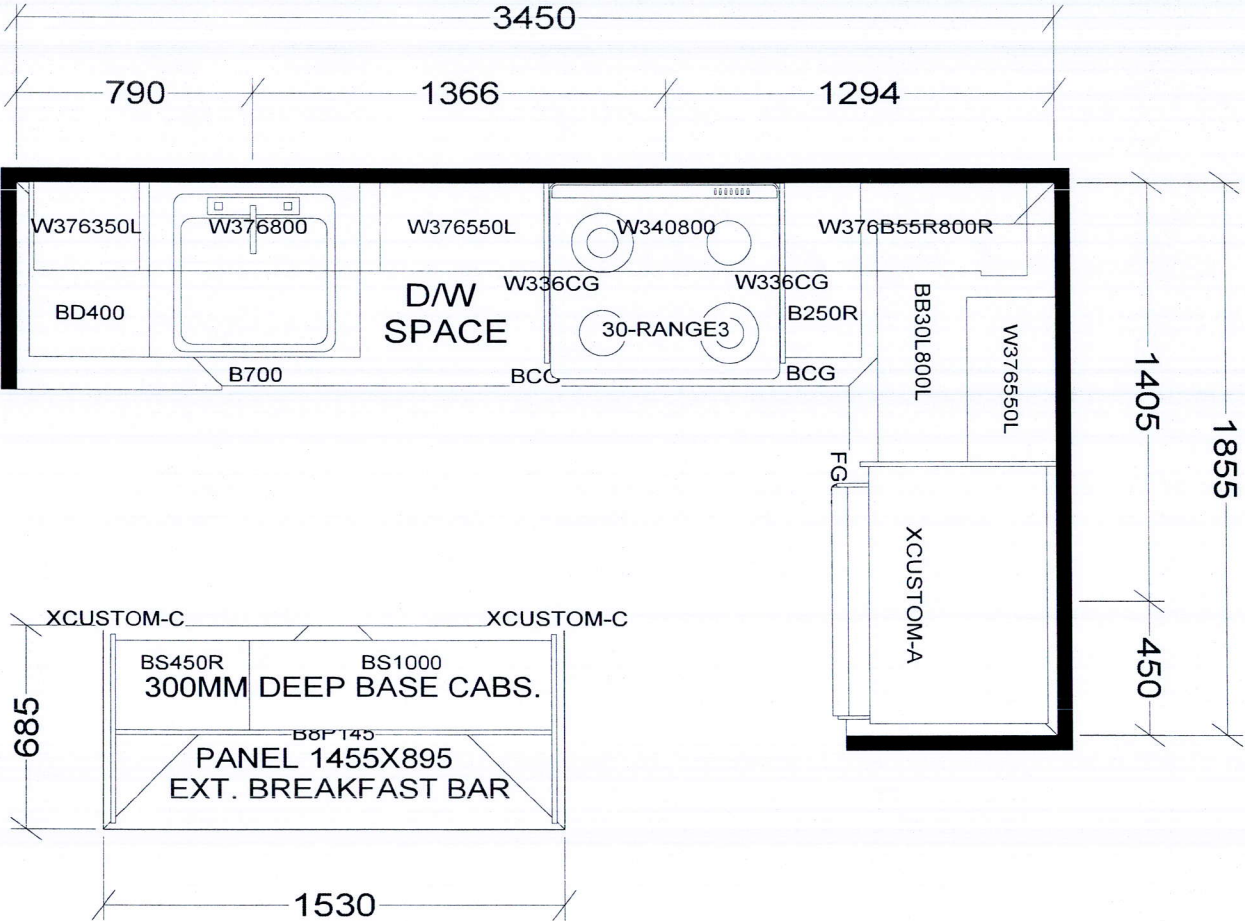 3450
790
1366
1294
W376350L
W376800
W376550L
W340800
W376B55R800R
W336CG
W336CG
BD400
D/W
SPACE
30-RANGE3
B250R
BB30L800L
W376550L
B700
BCG
BCG
1405
1855
FG
XCUSTOM-A
450
XCUSTOM-C
XCUSTOM-C
BS450R
BS1000
300MM DEEP BASE CABS.
985
B8P145
PANEL 1455X895
EXT. BREAKFAST BAR
1530